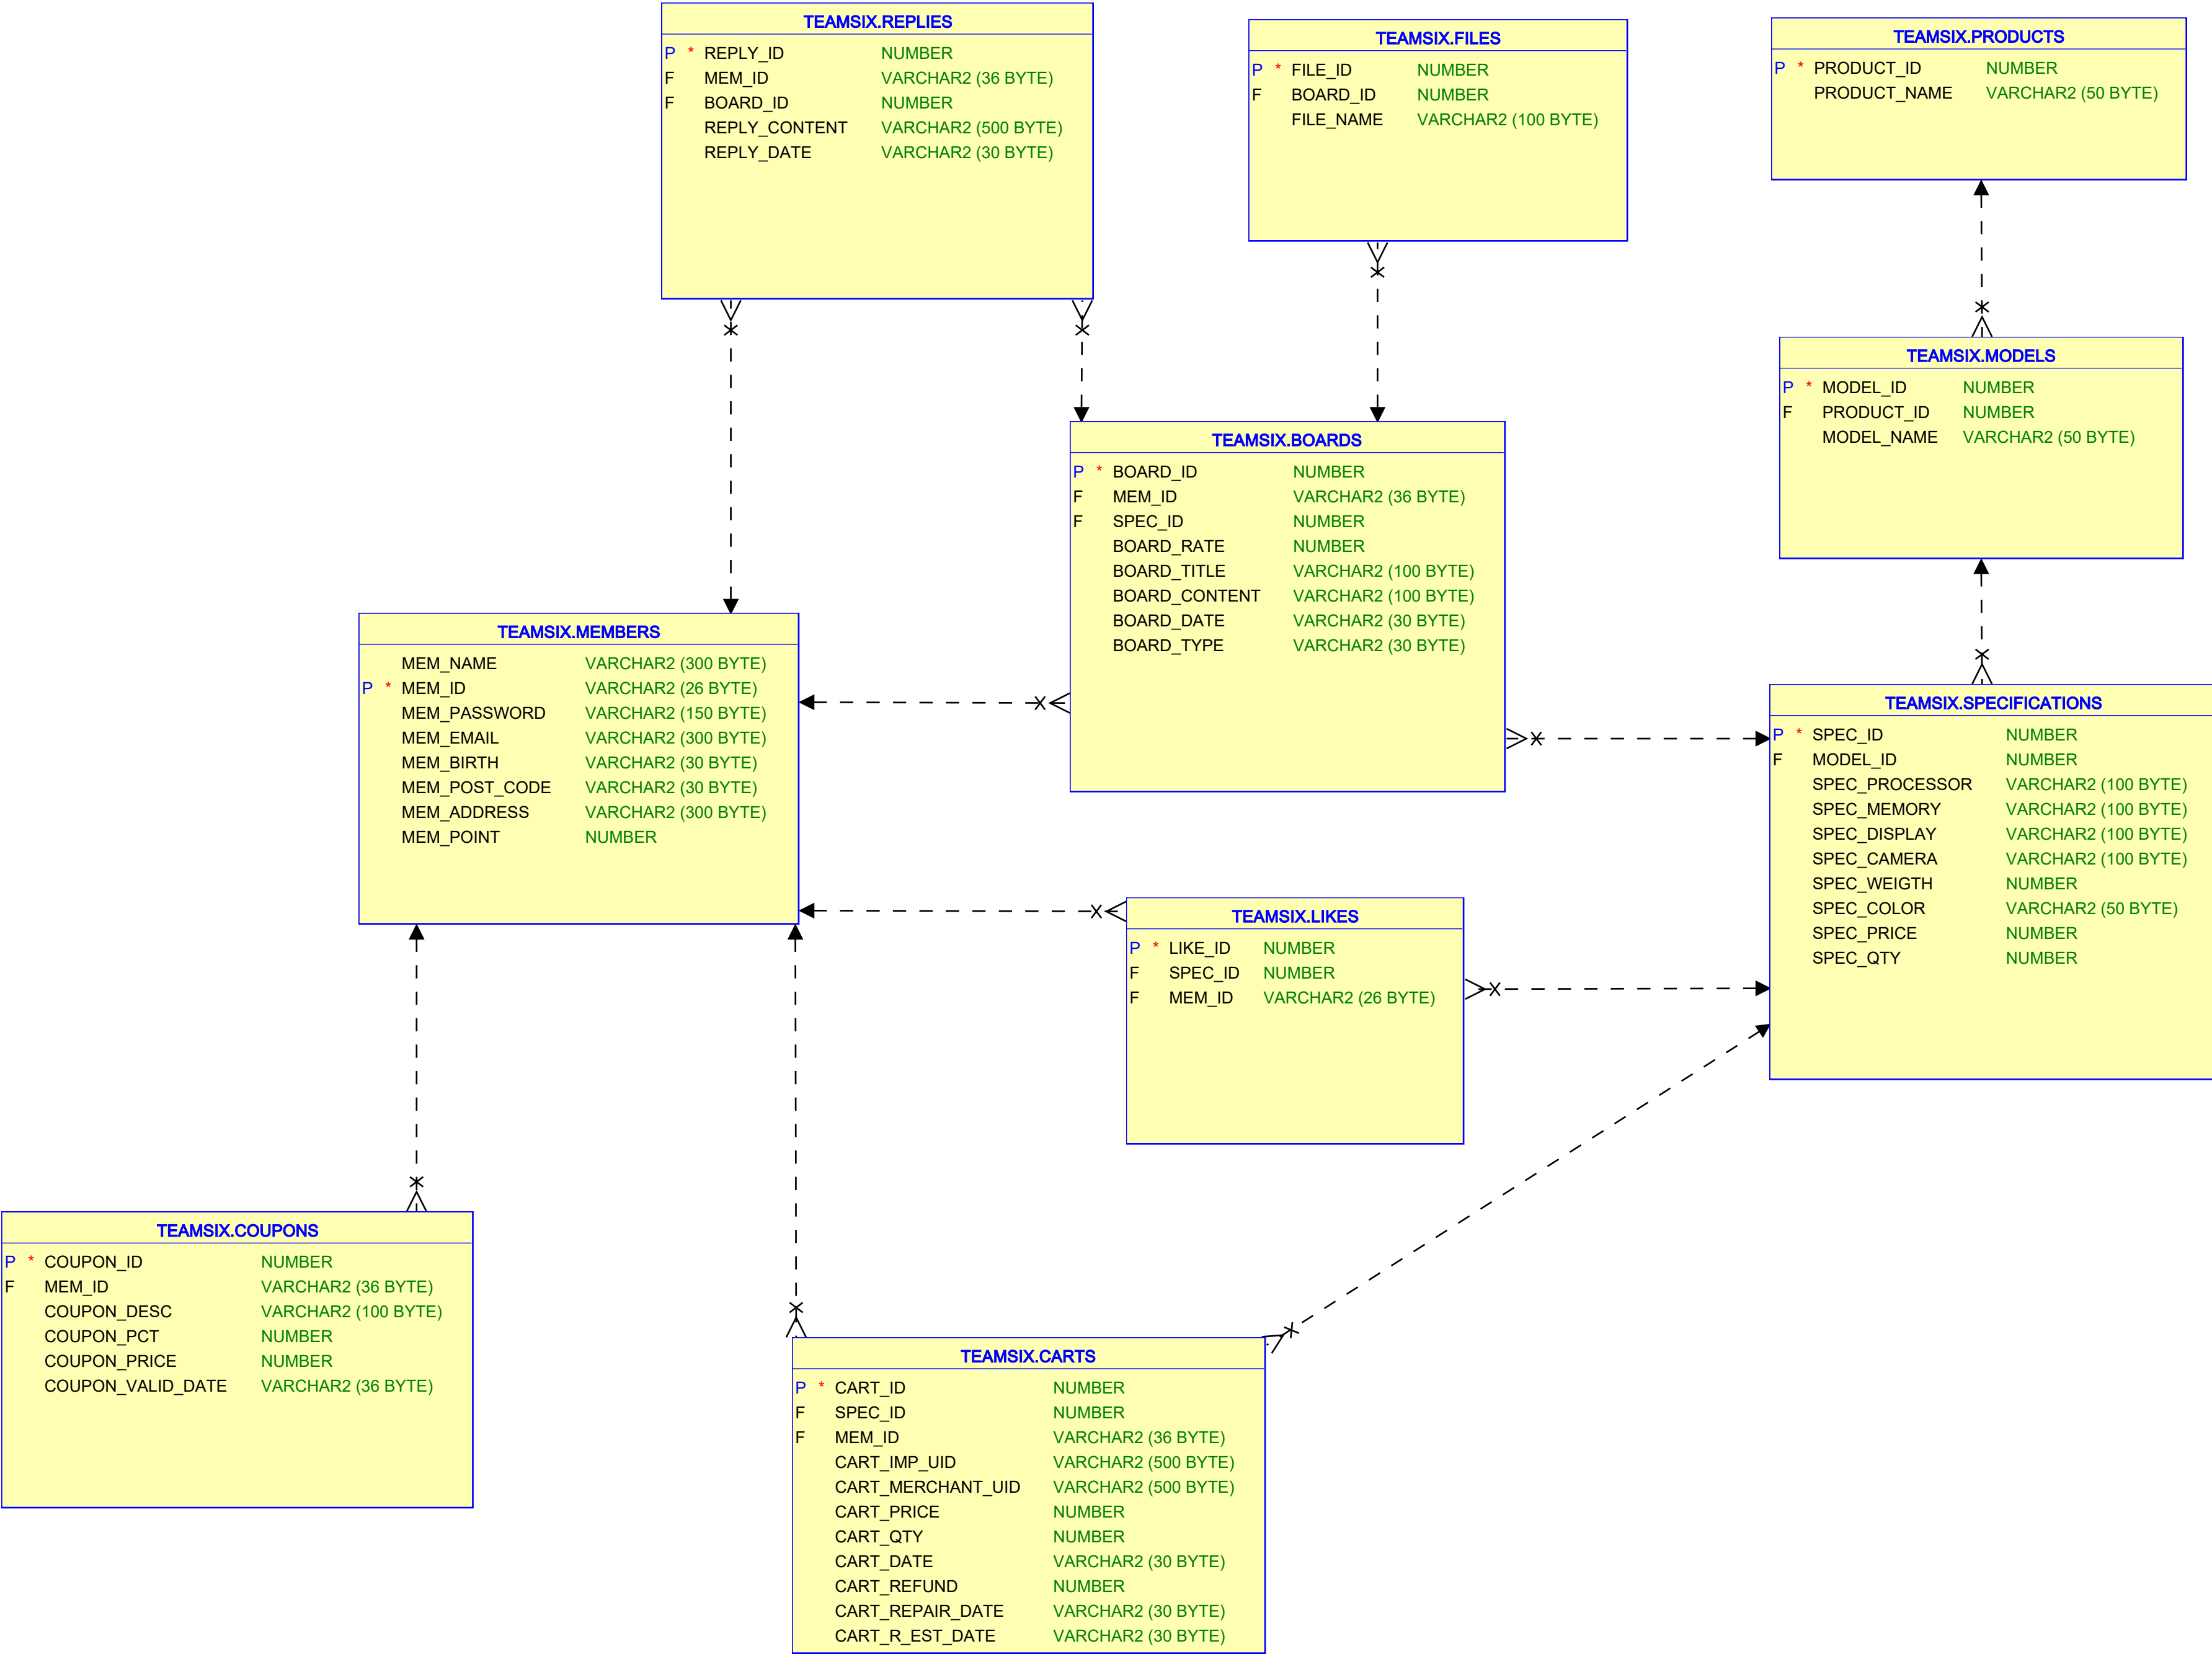 TEAMSIX.REPLIES
P * REPLY_ID NUMBER
F MEM_ID VARCHAR2 (36 BYTE)
F BOARD_ID NUMBER
REPLY_CONTENT VARCHAR2 (500 BYTE)
REPLY_DATE VARCHAR2 (30 BYTE)
TEAMSIX.FILES
P * FILE_ID NUMBER
F BOARD_ID NUMBER
FILE_NAME VARCHAR2 (100 BYTE)
TEAMSIX.PRODUCTS
P * PRODUCT_ID NUMBER
PRODUCT_NAME VARCHAR2 (50 BYTE)
TEAMSIX.MODELS
P * MODEL_ID NUMBER
F PRODUCT_ID NUMBER
MODEL_NAME VARCHAR2 (50 BYTE)
TEAMSIX.BOARDS
P * BOARD_ID NUMBER
F MEM_ID VARCHAR2 (36 BYTE)
F SPEC_ID NUMBER
BOARD_RATE NUMBER
BOARD_TITLE VARCHAR2 (100 BYTE)
BOARD_CONTENT VARCHAR2 (100 BYTE)
BOARD_DATE VARCHAR2 (30 BYTE)
BOARD_TYPE VARCHAR2 (30 BYTE)
TEAMSIX.MEMBERS
MEM_NAME VARCHAR2 (300 BYTE)
P * MEM_ID VARCHAR2 (26 BYTE)
MEM_PASSWORD VARCHAR2 (150 BYTE)
MEM_EMAIL VARCHAR2 (300 BYTE)
MEM_BIRTH VARCHAR2 (30 BYTE)
MEM_POST_CODE VARCHAR2 (30 BYTE)
MEM_ADDRESS VARCHAR2 (300 BYTE)
MEM_POINT NUMBER
TEAMSIX.SPECIFICATIONS
P * SPEC_ID NUMBER
F MODEL_ID NUMBER
SPEC_PROCESSOR VARCHAR2 (100 BYTE)
SPEC_MEMORY VARCHAR2 (100 BYTE)
SPEC_DISPLAY VARCHAR2 (100 BYTE)
SPEC_CAMERA VARCHAR2 (100 BYTE)
SPEC_WEIGTH NUMBER
SPEC_COLOR VARCHAR2 (50 BYTE)
SPEC_PRICE NUMBER
SPEC_QTY NUMBER
TEAMSIX.LIKES
P * LIKE_ID NUMBER
F SPEC_ID NUMBER
F MEM_ID VARCHAR2 (26 BYTE)
TEAMSIX.COUPONS
P * COUPON_ID NUMBER
F MEM_ID VARCHAR2 (36 BYTE)
COUPON_DESC VARCHAR2 (100 BYTE)
COUPON_PCT NUMBER
COUPON_PRICE NUMBER
COUPON_VALID_DATE VARCHAR2 (36 BYTE)
TEAMSIX.CARTS
P * CART_ID NUMBER
F SPEC_ID NUMBER
F MEM_ID VARCHAR2 (36 BYTE)
CART_IMP_UID VARCHAR2 (500 BYTE)
CART_MERCHANT_UID VARCHAR2 (500 BYTE)
CART_PRICE NUMBER
CART_QTY NUMBER
CART_DATE VARCHAR2 (30 BYTE)
CART_REFUND NUMBER
CART_REPAIR_DATE VARCHAR2 (30 BYTE)
CART_R_EST_DATE VARCHAR2 (30 BYTE)